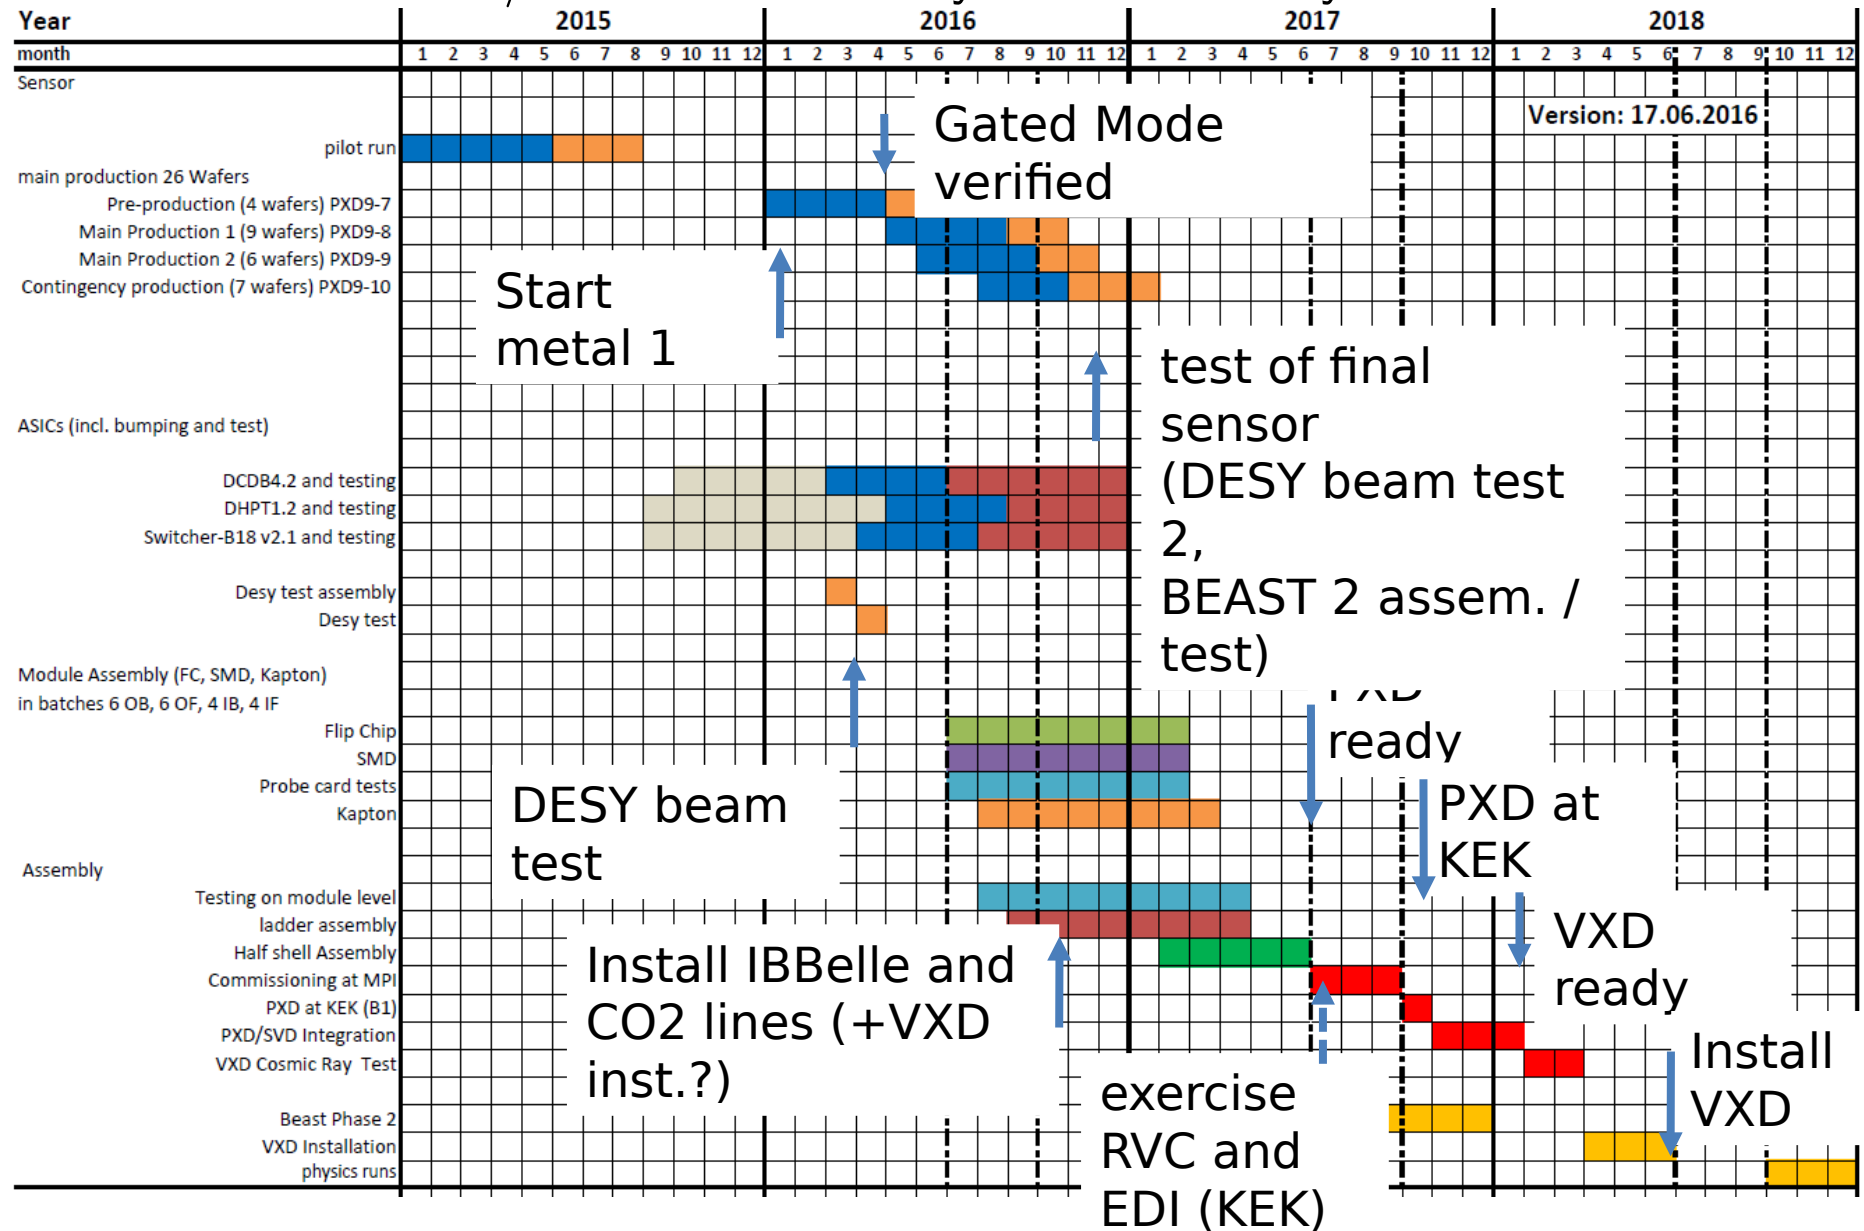 Year 2015 2016 2017 2018
month 1 2 3 4 5 6 7 8 9 10 11 12 1 2 3 4 5 6 7 8 9 10 11 12 1 2 3 4 5 6 7 8 9 10 11 12 1 2 3 4 5 6 7 8 9 10 11 12
Sensor
Version: 17.06.2016
pilot run
Gated Mode
verified
main production 26 Wafers
Pre-production (4 wafers) PXD9-7
Main Production 1 (9 wafers) PXD9-8
Main Production 2 (6 wafers) PXD9-9
Contingency production (7 wafers) PXD9-10
Start
metal 1
test of final
sensor
(DESY beam test
2,
BEAST 2 assem. /
test)
ASICs (incl. bumping and test)
DCDB4.2 and testing
DHPT1.2 and testing
Switcher-B18 v2.1 and testing
Desy test assembly
Desy test
Module Assembly (FC, SMD, Kapton)
in batches 6 OB, 6 OF, 4 IB, 4 IF
PXD
ready
Flip Chip
SMD
Probe card tests
Kapton
DESY beam
test
PXD at
KEK
Assembly
Testing on module level
ladder assembly
Half shell Assembly
Commissioning at MPI
PXD at KEK (B1)
PXD/SVD Integration
VXD Cosmic Ray Test
VXD
ready
Install IBBelle and
CO2 lines (+VXD
inst.?)
Install
VXD
exercise
RVC and
EDI (KEK)
Beast Phase 2
VXD Installation
physics runs